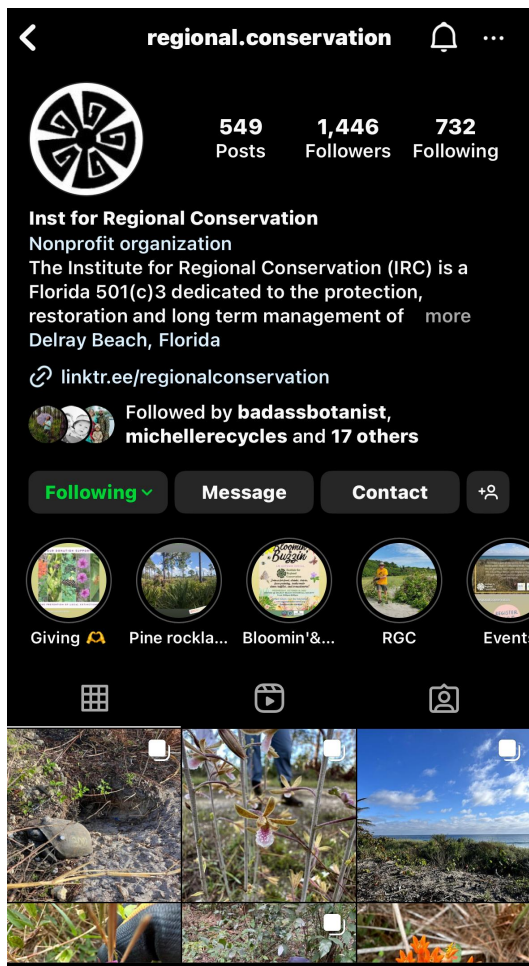 regional.conservation
549 1,446 732
Posts Followers Following
Inst for Regional Conservation
Nonprofit organization
The Institute for Regional Conservation (IRC) is a
Florida 501(c)3 dedicated to the protection,
restoration and long term management of more
Delray Beach, Florida
linktr.ee/regionalconservation
Followed by badassbotanist,
michellerecycles and 17 others
Following Message Contact
Bloomin'
Buzzin'
Giving 🫶 Pine rockla... Bloomin'&... RGC Event